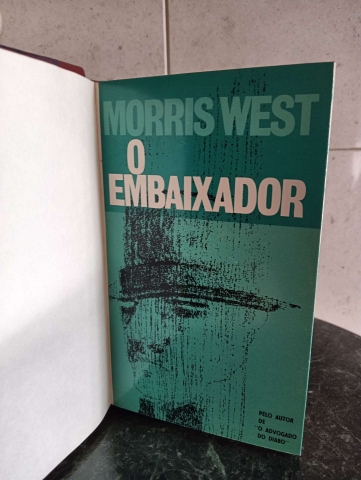 MORRIS WEST
O
EMBAIXADOR
PELO AUTOR
DE
"O ADVOGADO
DO DIABO"